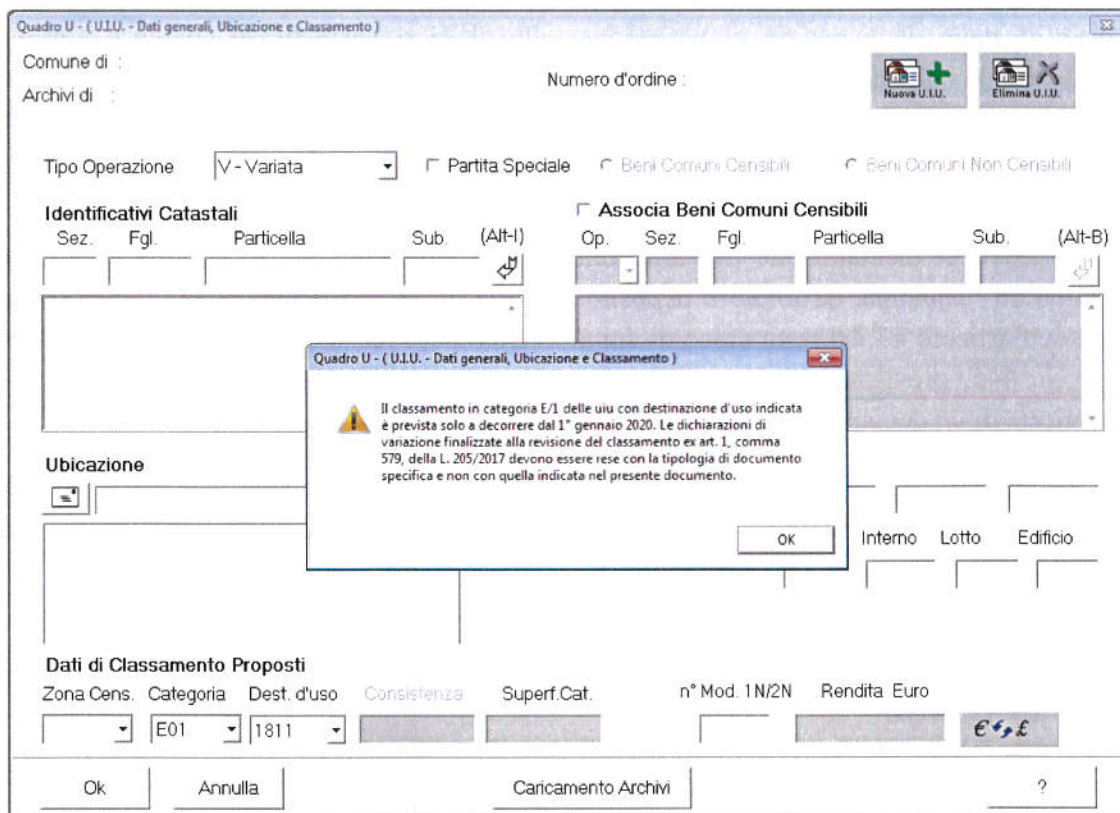 Quadro U - ( U.I.U. - Dati generali, Ubicazione e Classamento )
Comune di :
Numero d'ordine :
Nuova U.I.U.
Elimina U.I.U.
Archivi di :
Tipo Operazione V - Variata Partita Speciale Beni Comuni Censibili Beni Comuni Non Censibili
Identificativi Catastali
Associa Beni Comuni Censibili
Sez. Fgl. Particella Sub. (Alt-I)
Op. Sez. Fgl. Particella Sub. (Alt-B)
Quadro U - ( U.I.U. - Dati generali, Ubicazione e Classamento )
Il classamento in categoria E/1 delle uiu con destinazione d'uso indicata
è prevista solo a decorrere dal 1° gennaio 2020. Le dichiarazioni di
variazione finalizzate alla revisione del classamento ex art. 1, comma
579, della L. 205/2017 devono essere rese con la tipologia di documento
specifica e non con quella indicata nel presente documento.
OK
Ubicazione
Interno Lotto Edificio
Dati di Classamento Proposti
Zona Cens. Categoria Dest. d'uso Consistenza Superf.Cat. n° Mod. 1N/2N Rendita Euro
E01 1811 € £
Ok Annulla Caricamento Archivi ?